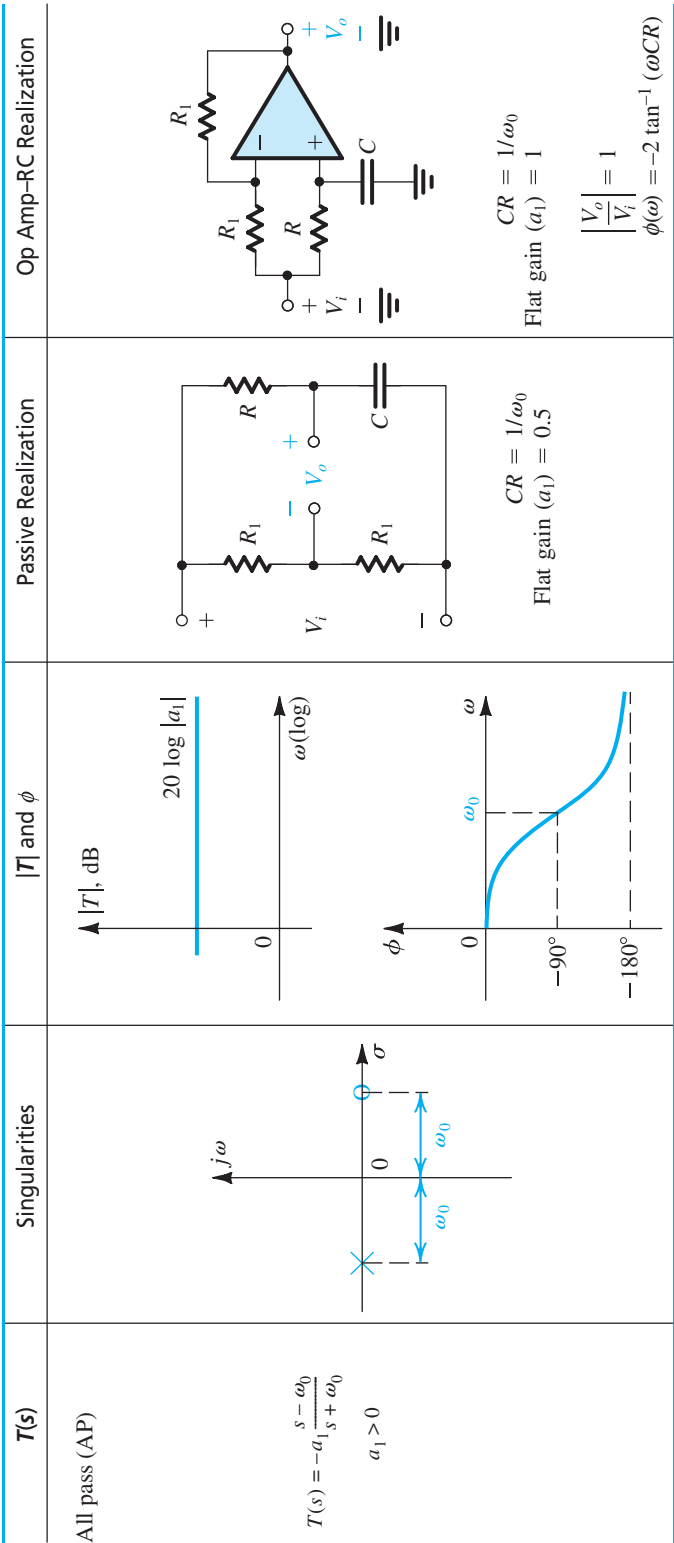 T(s)
Singularities
|T| and ϕ
Passive Realization
Op Amp–RC Realization
All pass (AP)
T(s) = −a₁ (s − ω₀)/(s + ω₀)
a₁ > 0
jω
σ
0
ω₀
ω₀
|T|, dB
20 log |a₁|
0
ω(log)
ϕ
0
ω₀
ω
−90°
−180°
+
Vᵢ
−
R₁
R₁
− Vₒ +
R
C
CR = 1/ω₀
Flat gain (a₁) = 0.5
R₁
R₁
R
−
+
C
+
Vᵢ
−
+
Vₒ
−
CR = 1/ω₀
Flat gain (a₁) = 1
|Vₒ/Vᵢ| = 1
ϕ(ω) = −2 tan⁻¹ (ωCR)